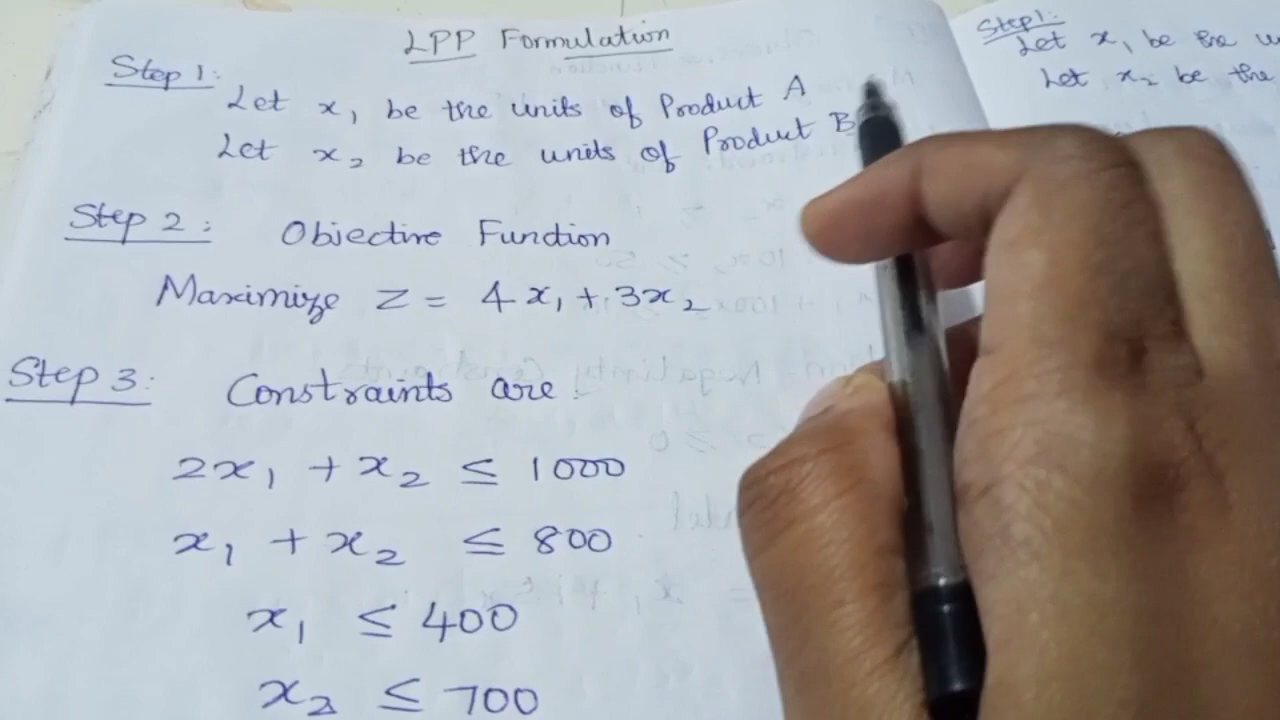 LPP Formulation
Step 1:
Let x₁ be the units of Product A
Let x₂ be the units of Product B
Step 2: Objective Function
Maximize Z = 4x₁ + 3x₂
Step 3: Constraints are:
2x₁ + x₂ ≤ 1000
x₁ + x₂ ≤ 800
x₁ ≤ 400
x₂ ≤ 700
Step 1:
Let x₁ be the
Let x₂ be the